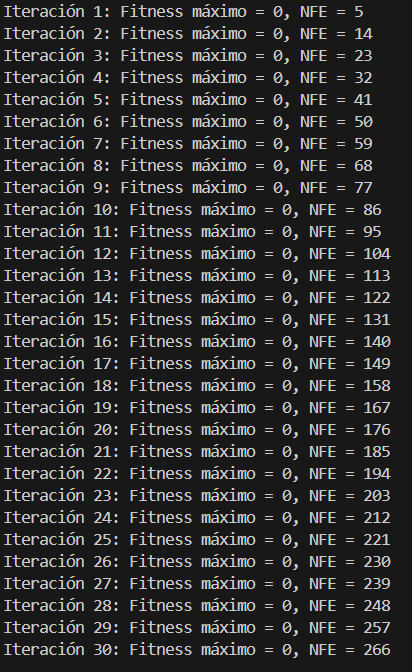 Iteración 1: Fitness máximo = 0, NFE = 5
Iteración 2: Fitness máximo = 0, NFE = 14
Iteración 3: Fitness máximo = 0, NFE = 23
Iteración 4: Fitness máximo = 0, NFE = 32
Iteración 5: Fitness máximo = 0, NFE = 41
Iteración 6: Fitness máximo = 0, NFE = 50
Iteración 7: Fitness máximo = 0, NFE = 59
Iteración 8: Fitness máximo = 0, NFE = 68
Iteración 9: Fitness máximo = 0, NFE = 77
Iteración 10: Fitness máximo = 0, NFE = 86
Iteración 11: Fitness máximo = 0, NFE = 95
Iteración 12: Fitness máximo = 0, NFE = 104
Iteración 13: Fitness máximo = 0, NFE = 113
Iteración 14: Fitness máximo = 0, NFE = 122
Iteración 15: Fitness máximo = 0, NFE = 131
Iteración 16: Fitness máximo = 0, NFE = 140
Iteración 17: Fitness máximo = 0, NFE = 149
Iteración 18: Fitness máximo = 0, NFE = 158
Iteración 19: Fitness máximo = 0, NFE = 167
Iteración 20: Fitness máximo = 0, NFE = 176
Iteración 21: Fitness máximo = 0, NFE = 185
Iteración 22: Fitness máximo = 0, NFE = 194
Iteración 23: Fitness máximo = 0, NFE = 203
Iteración 24: Fitness máximo = 0, NFE = 212
Iteración 25: Fitness máximo = 0, NFE = 221
Iteración 26: Fitness máximo = 0, NFE = 230
Iteración 27: Fitness máximo = 0, NFE = 239
Iteración 28: Fitness máximo = 0, NFE = 248
Iteración 29: Fitness máximo = 0, NFE = 257
Iteración 30: Fitness máximo = 0, NFE = 266